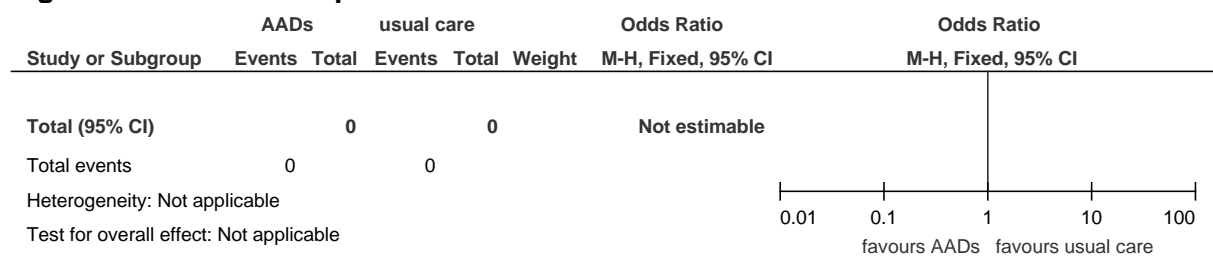 AADs usual care Odds Ratio Odds Ratio
Study or Subgroup Events Total Events Total Weight M-H, Fixed, 95% CI M-H, Fixed, 95% CI
Total (95% CI) 0 0 Not estimable
Total events 0 0
Heterogeneity: Not applicable
Test for overall effect: Not applicable
0.01 0.1 1 10 100
favours AADs favours usual care